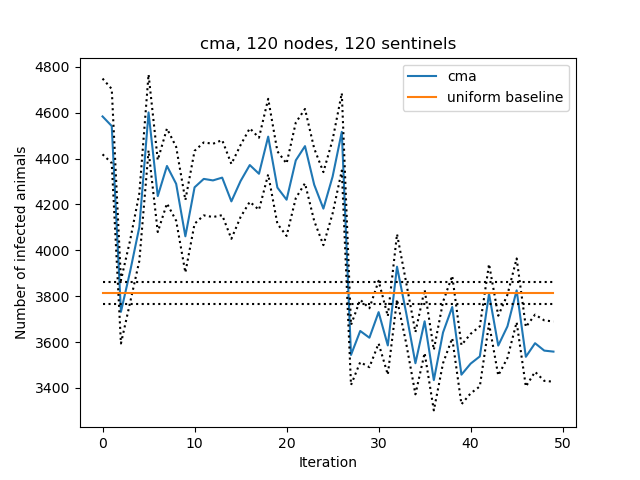 cma, 120 nodes, 120 sentinels
cma
uniform baseline
Number of infected animals
4800
4600
4400
4200
4000
3800
3600
3400
0 10 20 30 40 50
Iteration